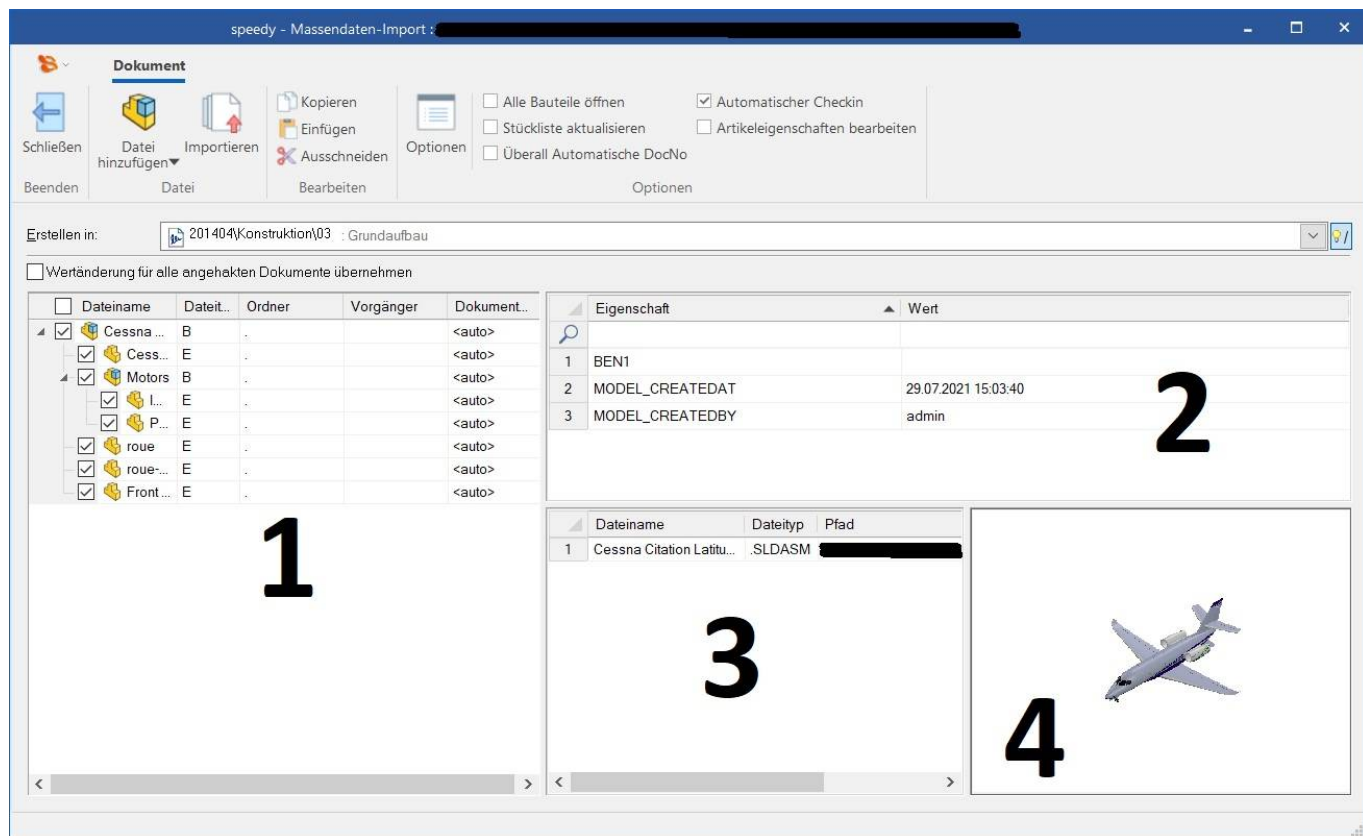 speedy - Massendaten-Import :
Dokument
Schließen
Datei hinzufügen
Importieren
Kopieren
Einfügen
Ausschneiden
Optionen
Alle Bauteile öffnen
Stückliste aktualisieren
Überall Automatische DocNo
Automatischer Checkin
Artikeleigenschaften bearbeiten
Beenden
Datei
Bearbeiten
Optionen
Erstellen in: 201404\Konstruktion\03 : Grundaufbau
Wertänderung für alle angehakten Dokumente übernehmen
Dateiname Dateit... Ordner Vorgänger Dokument...
Cessna ... B . <auto>
Cess... E . <auto>
Motors B . <auto>
I... E . <auto>
P... E . <auto>
roue E . <auto>
roue-... E . <auto>
Front ... E . <auto>
1
Eigenschaft Wert
1 BEN1
2 MODEL_CREATEDAT 29.07.2021 15:03:40
3 MODEL_CREATEDBY admin
2
Dateiname Dateityp Pfad
1 Cessna Citation Latitu... .SLDASM
3
4